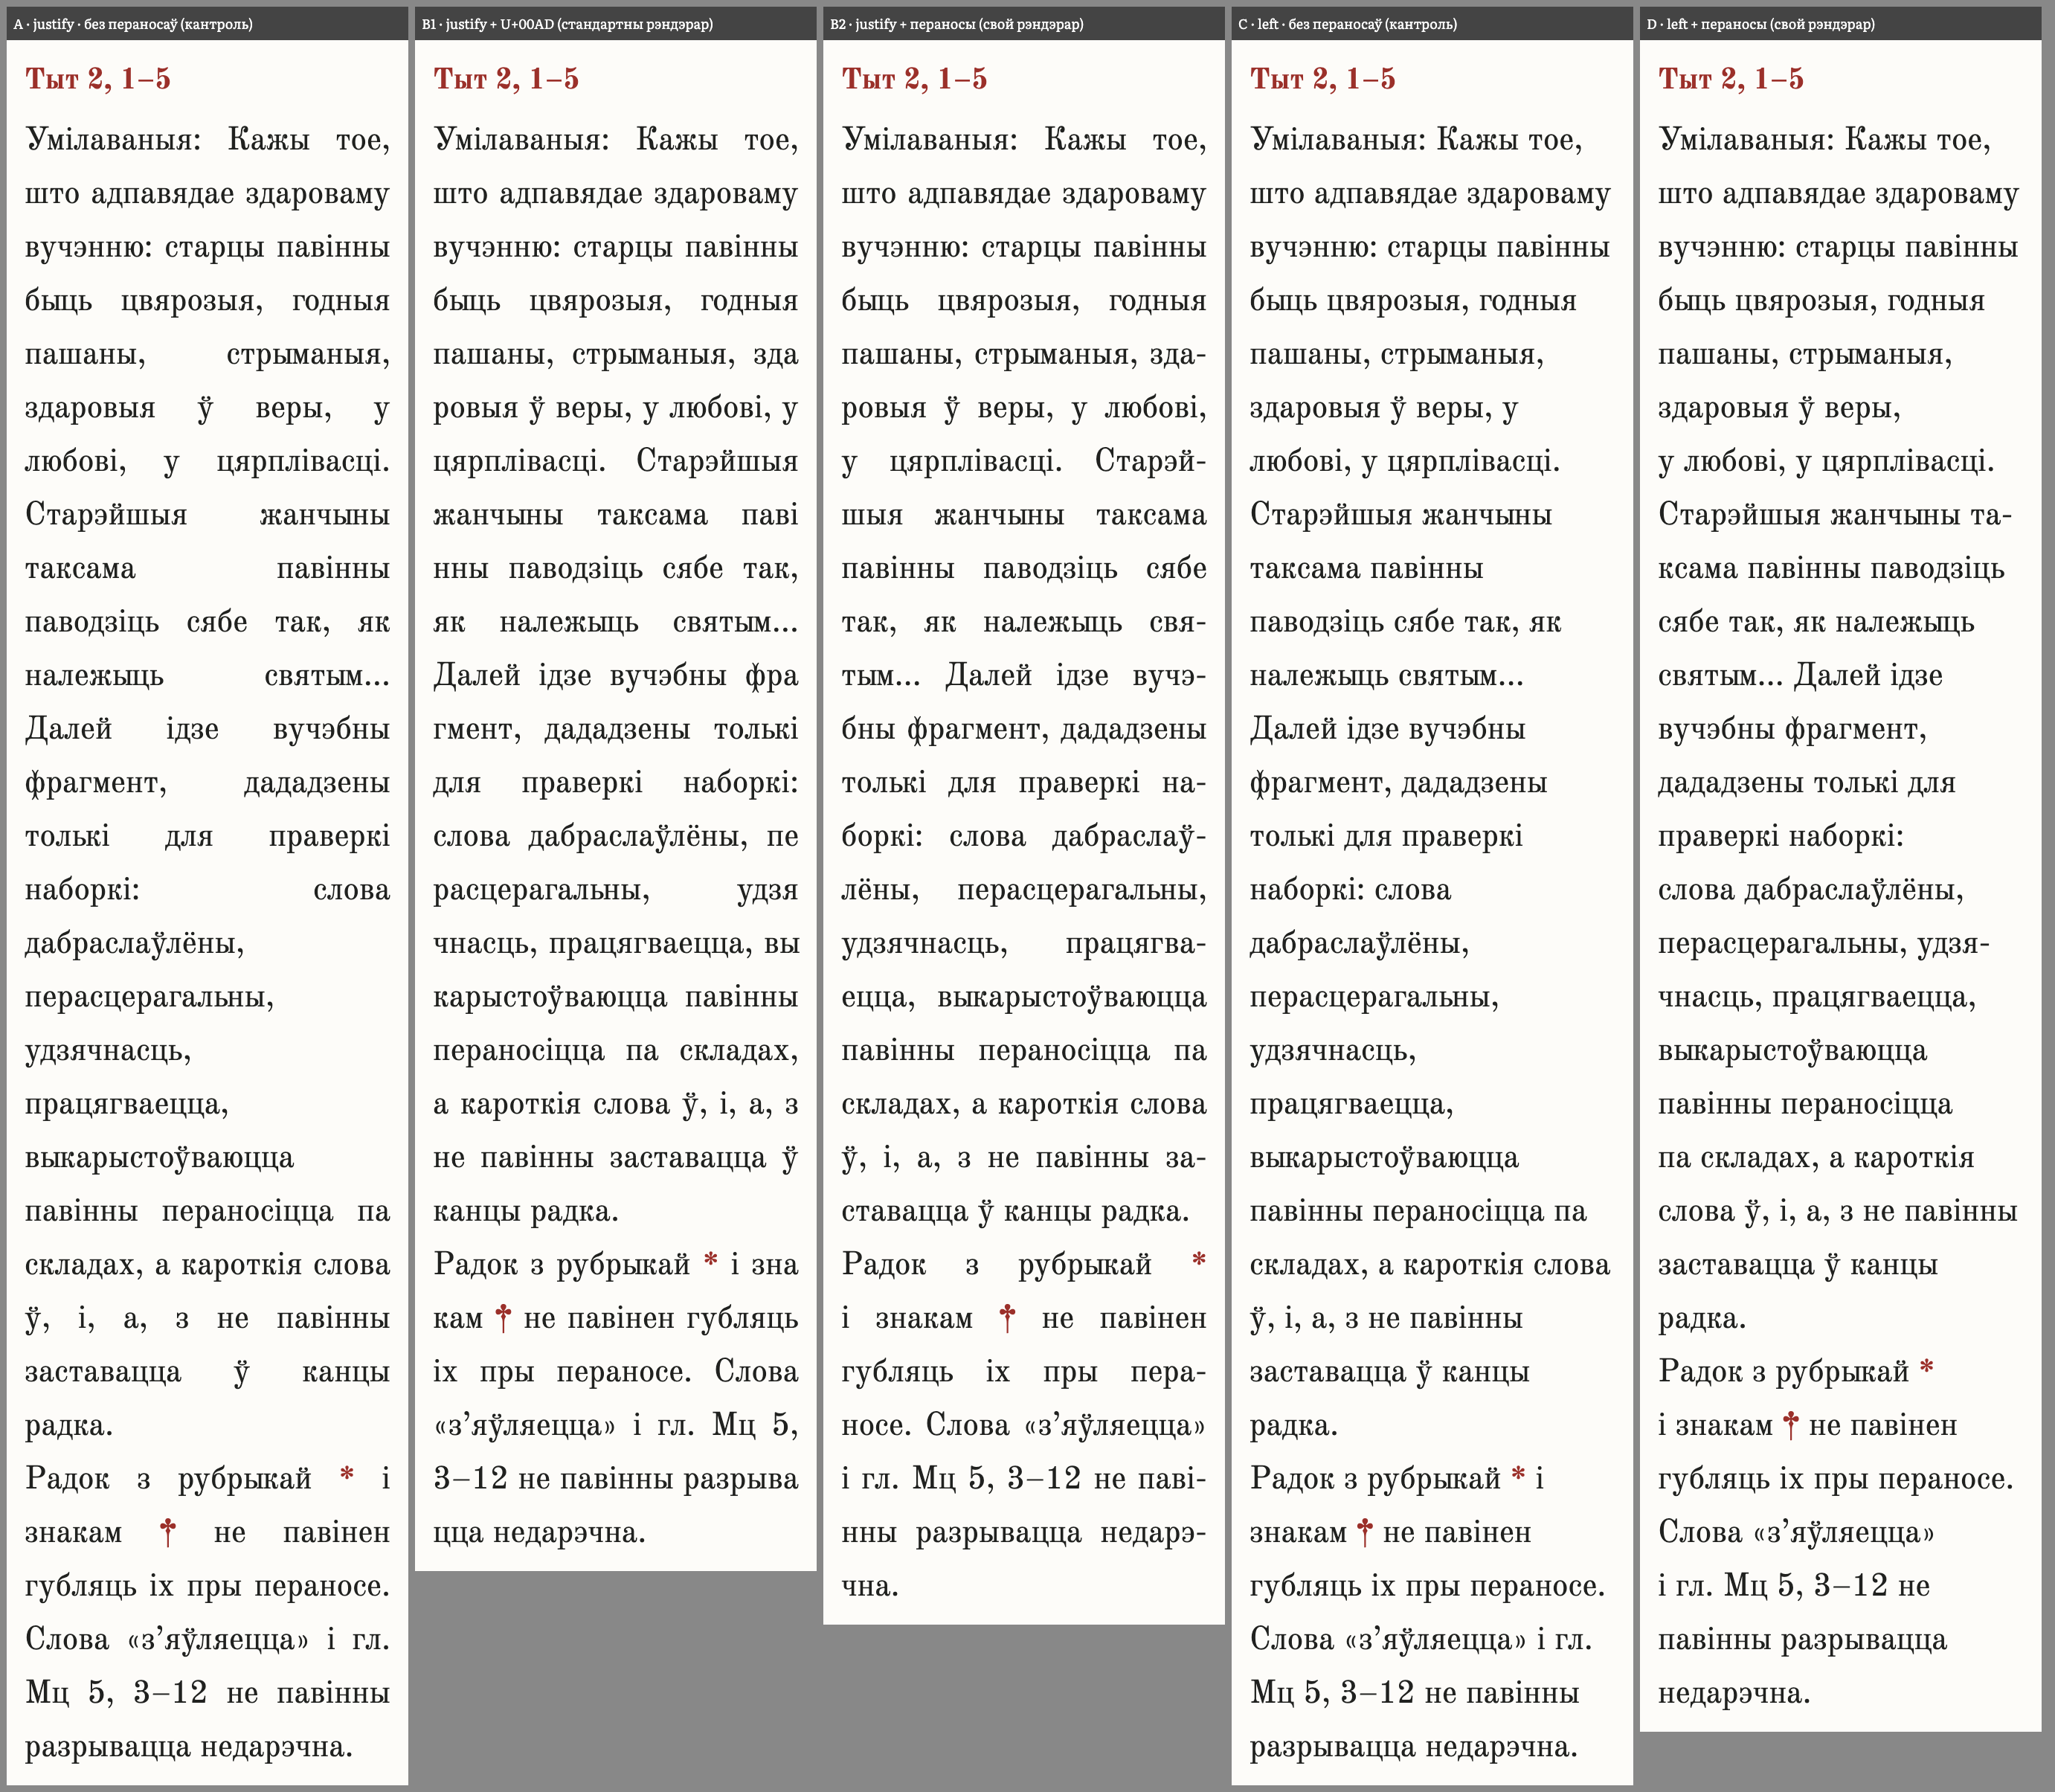 A · justify · без пераносаў (кантроль)
Тыт 2, 1–5
Умілаваныя: Кажы тое,
што адпавядае здароваму
вучэнню: старцы павінны
быць цвярозыя, годныя
пашаны, стрыманыя,
здаровыя ў веры, у
любові, у цярплівасці.
Старэйшыя жанчыны
таксама павінны
паводзіць сябе так, як
належыць святым...
Далей ідзе вучэбны
фрагмент, дададзены
толькі для праверкі
наборкі: слова
дабраслаўлёны,
перасцерагальны,
удзячнасць,
працягваецца,
выкарыстоўваюцца
павінны пераносіцца па
складах, а кароткія слова
ў, і, а, з не павінны
заставацца ў канцы
радка.
Радок з рубрыкай * і
знакам † не павінен
губляць іх пры пераносе.
Слова «з’яўляецца» і гл.
Мц 5, 3–12 не павінны
разрывацца недарэчна.
B1 · justify + U+00AD (стандартны рэндэрар)
Тыт 2, 1–5
Умілаваныя: Кажы тое,
што адпавядае здароваму
вучэнню: старцы павінны
быць цвярозыя, годныя
пашаны, стрыманыя, зда
ровыя ў веры, у любові, у
цярплівасці. Старэйшыя
жанчыны таксама паві
нны паводзіць сябе так,
як належыць святым...
Далей ідзе вучэбны фра
гмент, дададзены толькі
для праверкі наборкі:
слова дабраслаўлёны, пе
расцерагальны, удзя
чнасць, працягваецца, вы
карыстоўваюцца павінны
пераносіцца па складах,
а кароткія слова ў, і, а, з
не павінны заставацца ў
канцы радка.
Радок з рубрыкай * і зна
кам † не павінен губляць
іх пры пераносе. Слова
«з’яўляецца» і гл. Мц 5,
3–12 не павінны разрыва
цца недарэчна.
B2 · justify + пераносы (свой рэндэрар)
Тыт 2, 1–5
Умілаваныя: Кажы тое,
што адпавядае здароваму
вучэнню: старцы павінны
быць цвярозыя, годныя
пашаны, стрыманыя, зда-
ровыя ў веры, у любові,
у цярплівасці. Старэй-
шыя жанчыны таксама
павінны паводзіць сябе
так, як належыць свя-
тым... Далей ідзе вучэ-
бны фрагмент, дададзены
толькі для праверкі на-
боркі: слова дабраслаў-
лёны, перасцерагальны,
удзячнасць, працягва-
ецца, выкарыстоўваюцца
павінны пераносіцца па
складах, а кароткія слова
ў, і, а, з не павінны за-
ставацца ў канцы радка.
Радок з рубрыкай *
і знакам † не павінен
губляць іх пры пера-
носе. Слова «з’яўляецца»
і гл. Мц 5, 3–12 не паві-
нны разрывацца недарэ-
чна.
C · left · без пераносаў (кантроль)
Тыт 2, 1–5
Умілаваныя: Кажы тое,
што адпавядае здароваму
вучэнню: старцы павінны
быць цвярозыя, годныя
пашаны, стрыманыя,
здаровыя ў веры, у
любові, у цярплівасці.
Старэйшыя жанчыны
таксама павінны
паводзіць сябе так, як
належыць святым...
Далей ідзе вучэбны
фрагмент, дададзены
толькі для праверкі
наборкі: слова
дабраслаўлёны,
перасцерагальны,
удзячнасць,
працягваецца,
выкарыстоўваюцца
павінны пераносіцца па
складах, а кароткія слова
ў, і, а, з не павінны
заставацца ў канцы
радка.
Радок з рубрыкай * і
знакам † не павінен
губляць іх пры пераносе.
Слова «з’яўляецца» і гл.
Мц 5, 3–12 не павінны
разрывацца недарэчна.
D · left + пераносы (свой рэндэрар)
Тыт 2, 1–5
Умілаваныя: Кажы тое,
што адпавядае здароваму
вучэнню: старцы павінны
быць цвярозыя, годныя
пашаны, стрыманыя,
здаровыя ў веры,
у любові, у цярплівасці.
Старэйшыя жанчыны та-
ксама павінны паводзіць
сябе так, як належыць
святым... Далей ідзе
вучэбны фрагмент,
дададзены толькі для
праверкі наборкі:
слова дабраслаўлёны,
перасцерагальны, удзя-
чнасць, працягваецца,
выкарыстоўваюцца
павінны пераносіцца
па складах, а кароткія
слова ў, і, а, з не павінны
заставацца ў канцы
радка.
Радок з рубрыкай *
і знакам † не павінен
губляць іх пры пераносе.
Слова «з’яўляецца»
і гл. Мц 5, 3–12 не
павінны разрывацца
недарэчна.